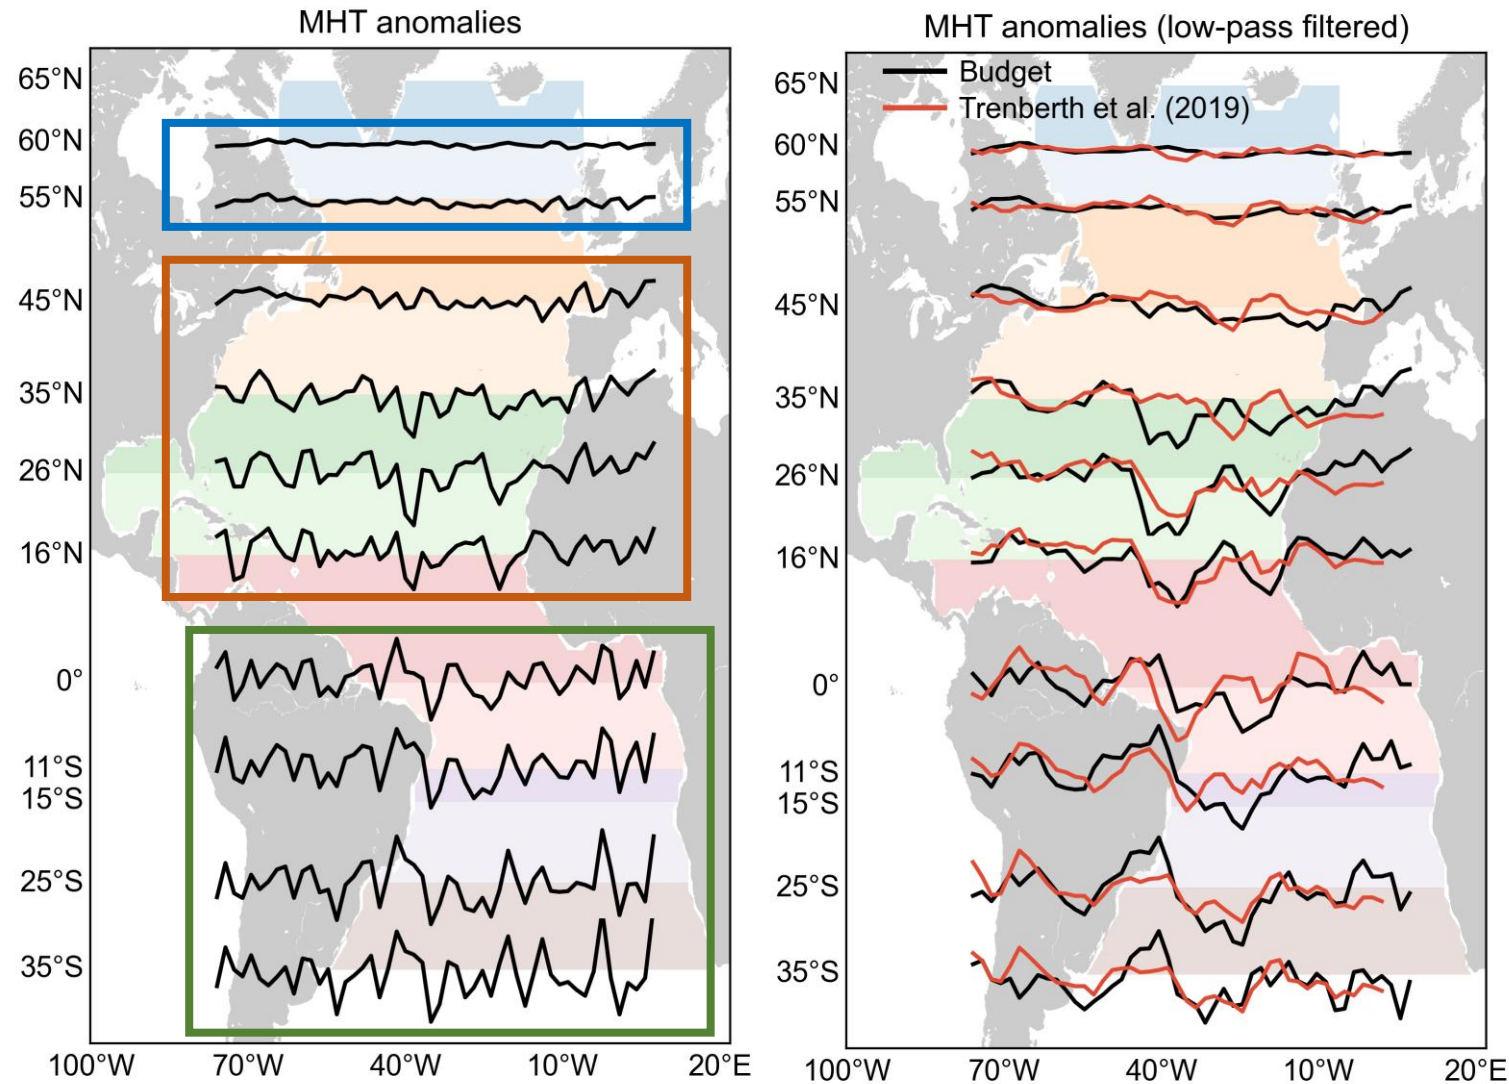 MHT anomalies
65°N
60°N
55°N
45°N
35°N
26°N
16°N
0°
11°S
15°S
25°S
35°S
100°W 70°W 40°W 10°W 20°E
MHT anomalies (low-pass filtered)
Budget
Trenberth et al. (2019)
65°N
60°N
55°N
45°N
35°N
26°N
16°N
0°
11°S
15°S
25°S
35°S
100°W 70°W 40°W 10°W 20°E